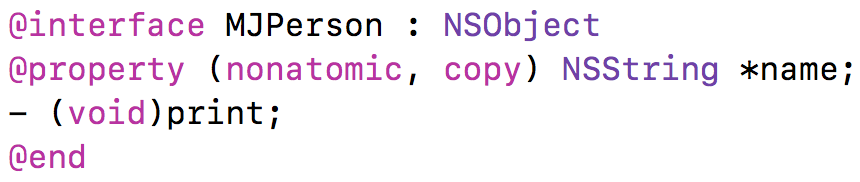 @interface MJPerson : NSObject
@property (nonatomic, copy) NSString *name;
- (void)print;
@end